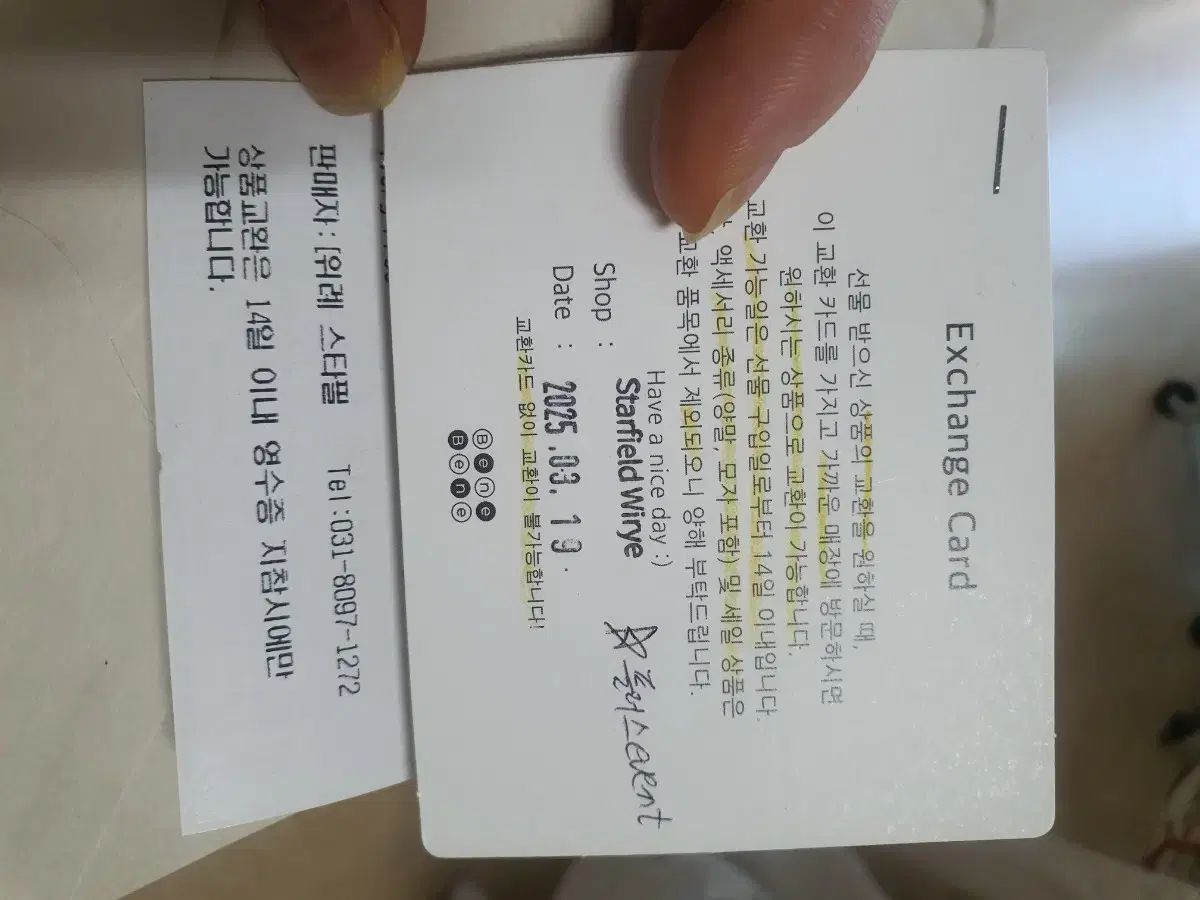 Exchange Card
선물 받으신 상품의 교환을 원하실 때,
이 교환 카드를 가지고 가까운 매장에 방문하시면
원하시는 상품으로 교환이 가능합니다.
교환 가능일은 선물 구입일로부터 14일 이내입니다.
액세서리 종류(양말, 모자 포함) 및 세일 상품은
교환 품목에서 제외되오니 양해 부탁드립니다.
Have a nice day :)
Shop : Starfield Wirye
플러스 event
Date : 2025.03.19.
교환카드 없이 교환이 불가능합니다!
Bene
Bene
판매자:[위례 스타필 Tel:031-8097-1272
상품교환은 14일 이내 영수증 지참시에만
가능합니다.